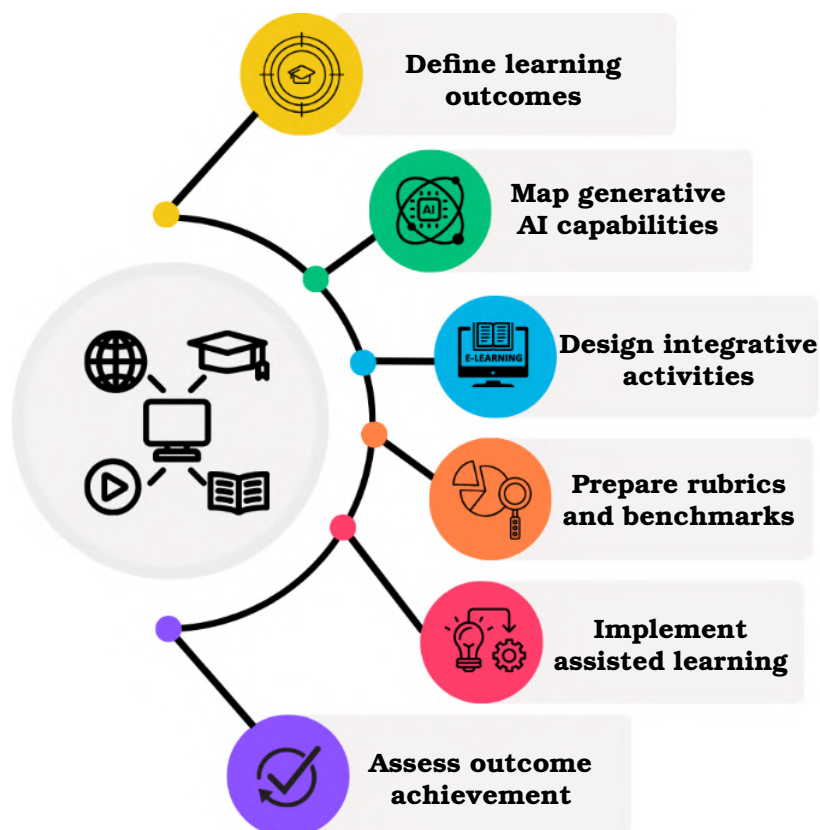 Define learning
outcomes
Map generative
AI capabilities
AI
Design integrative
activities
E-LEARNING
Prepare rubrics
and benchmarks
Implement
assisted learning
Assess outcome
achievement